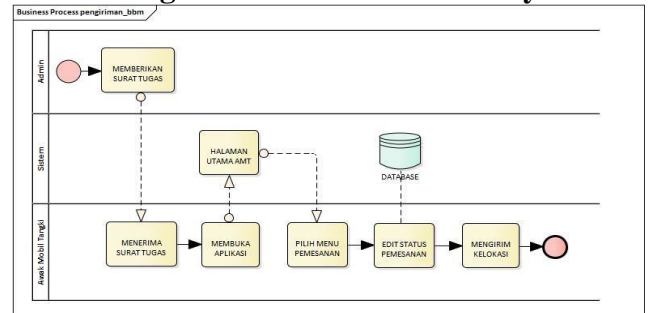 Business Process pengiriman_bbm
Admin
MEMBERIKAN
SURAT TUGAS
Sistem
HALAMAN
UTAMA AMT
DATABASE
Awak Mobil Tangki
MENERIMA
SURAT TUGAS
MEMBUKA
APLIKASI
PILIH MENU
PEMESANAN
EDIT STATUS
PEMESANAN
MENGIRIM
KELOKASI